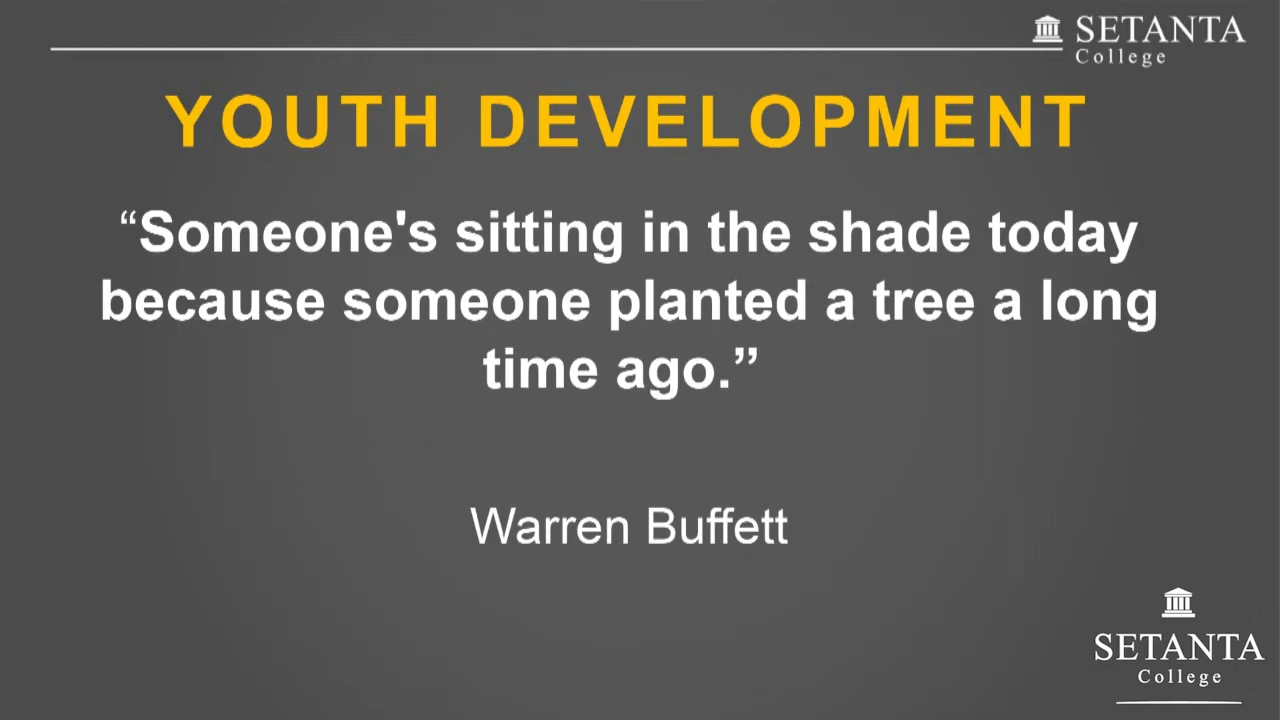 SETANTA
College
YOUTH DEVELOPMENT
“Someone's sitting in the shade today
because someone planted a tree a long
time ago.”
Warren Buffett
SETANTA
College